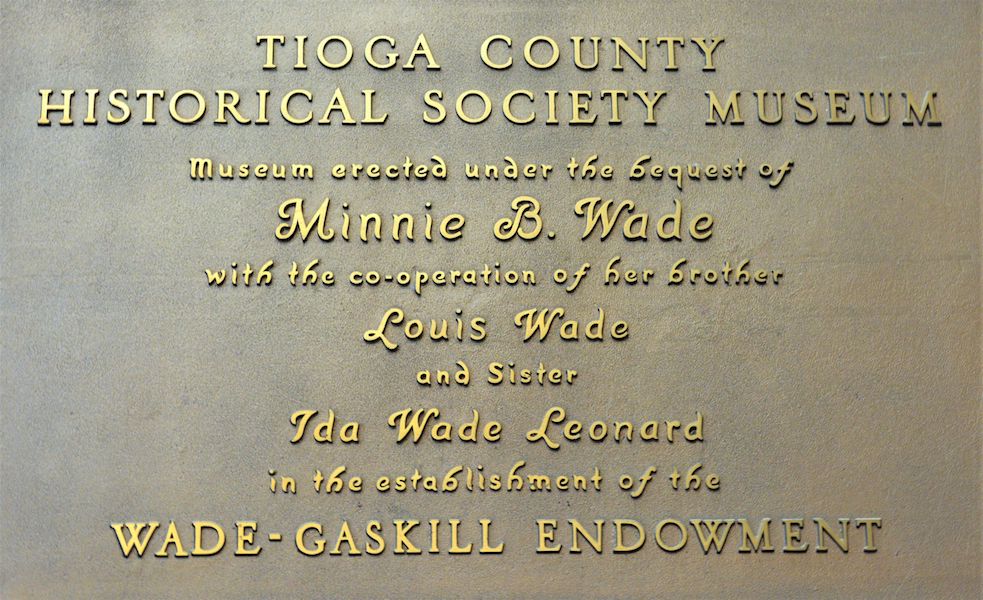 TIOGA COUNTY
HISTORICAL SOCIETY MUSEUM
Museum erected under the bequest of
Minnie B. Wade
with the co-operation of her brother
Louis Wade
and Sister
Ida Wade Leonard
in the establishment of the
WADE-GASKILL ENDOWMENT